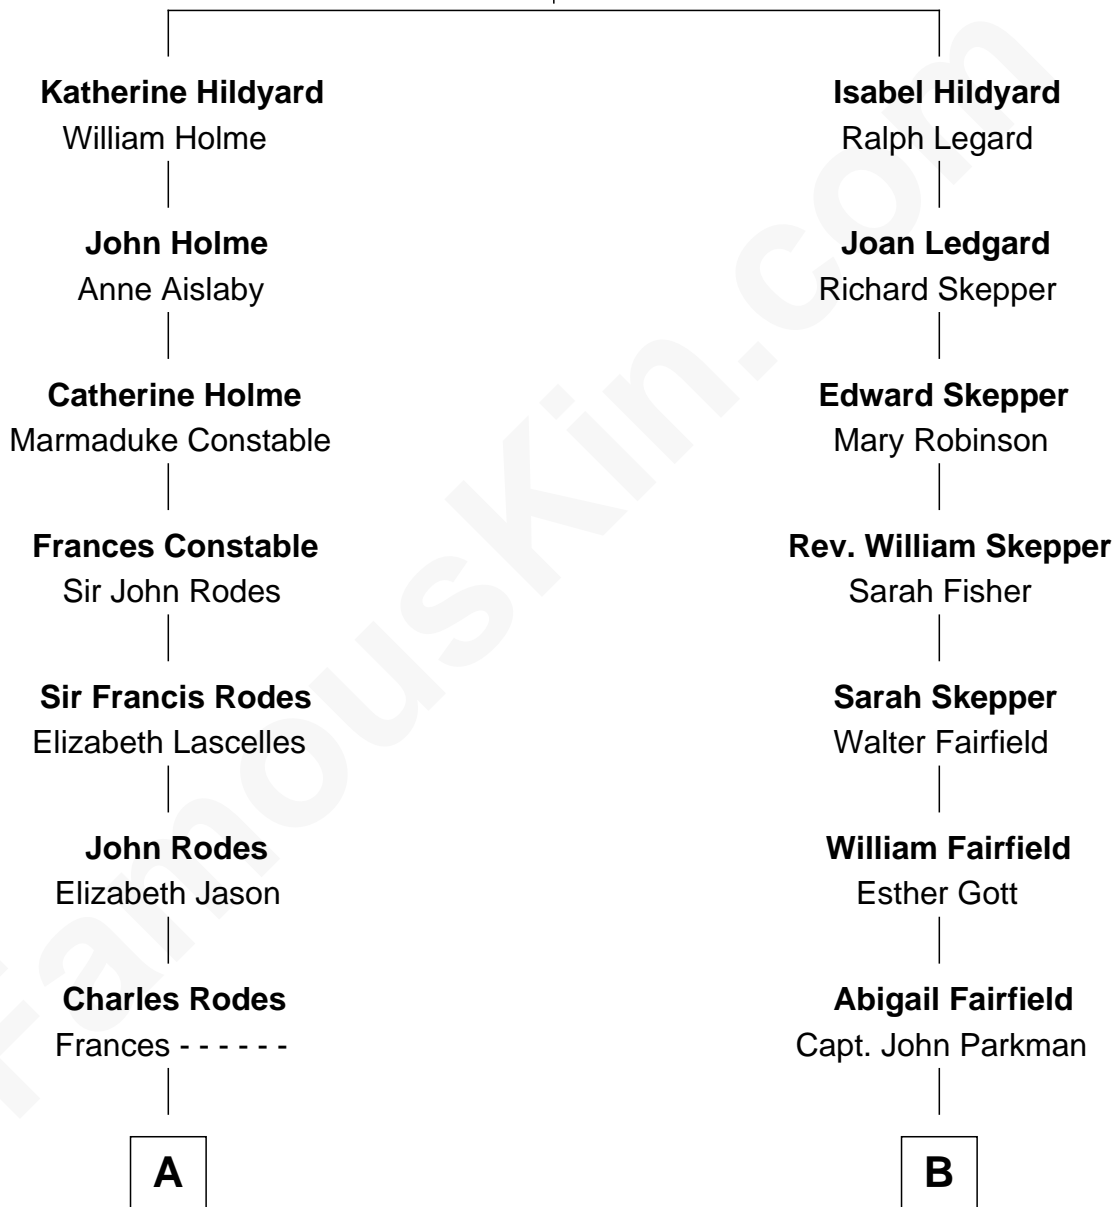 Katherine Hildyard
William Holme
John Holme
Anne Aislaby
Catherine Holme
Marmaduke Constable
Frances Constable
Sir John Rodes
Sir Francis Rodes
Elizabeth Lascelles
John Rodes
Elizabeth Jason
Charles Rodes
Frances - - - - - -
A
Isabel Hildyard
Ralph Legard
Joan Ledgard
Richard Skepper
Edward Skepper
Mary Robinson
Rev. William Skepper
Sarah Fisher
Sarah Skepper
Walter Fairfield
William Fairfield
Esther Gott
Abigail Fairfield
Capt. John Parkman
B
FamousKin.com